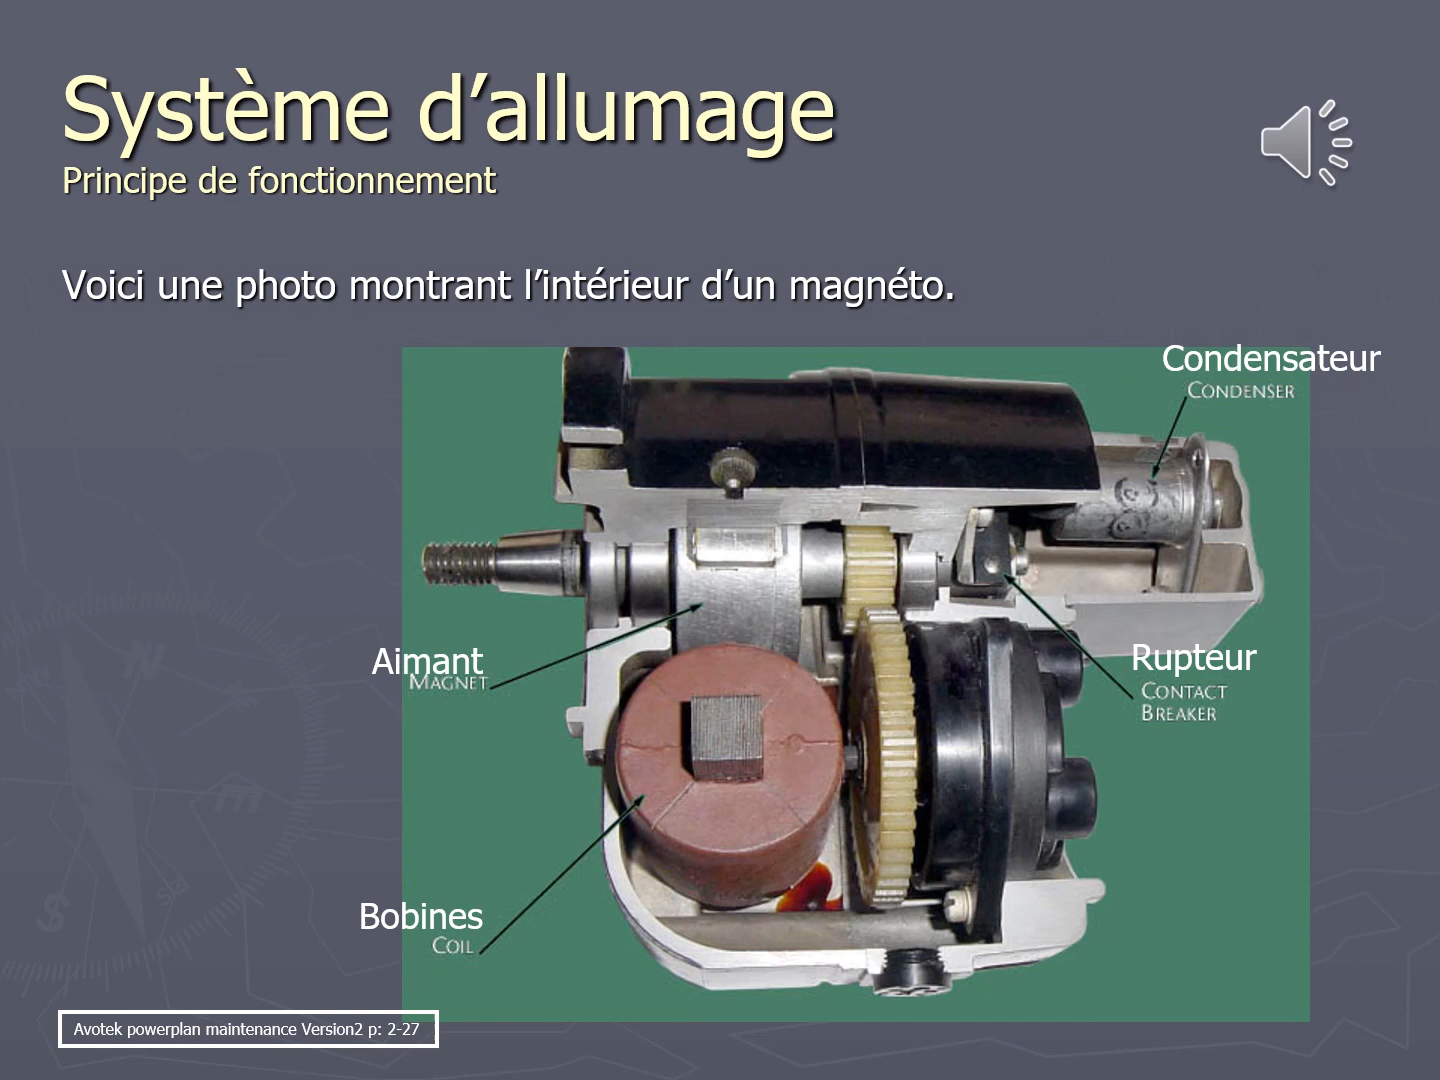 Système d’allumage
Principe de fonctionnement
Voici une photo montrant l’intérieur d’un magnéto.
Condensateur
CONDENSER
Aimant
MAGNET
Rupteur
CONTACT
BREAKER
Bobines
COIL
Avotek powerplan maintenance Version2 p: 2-27